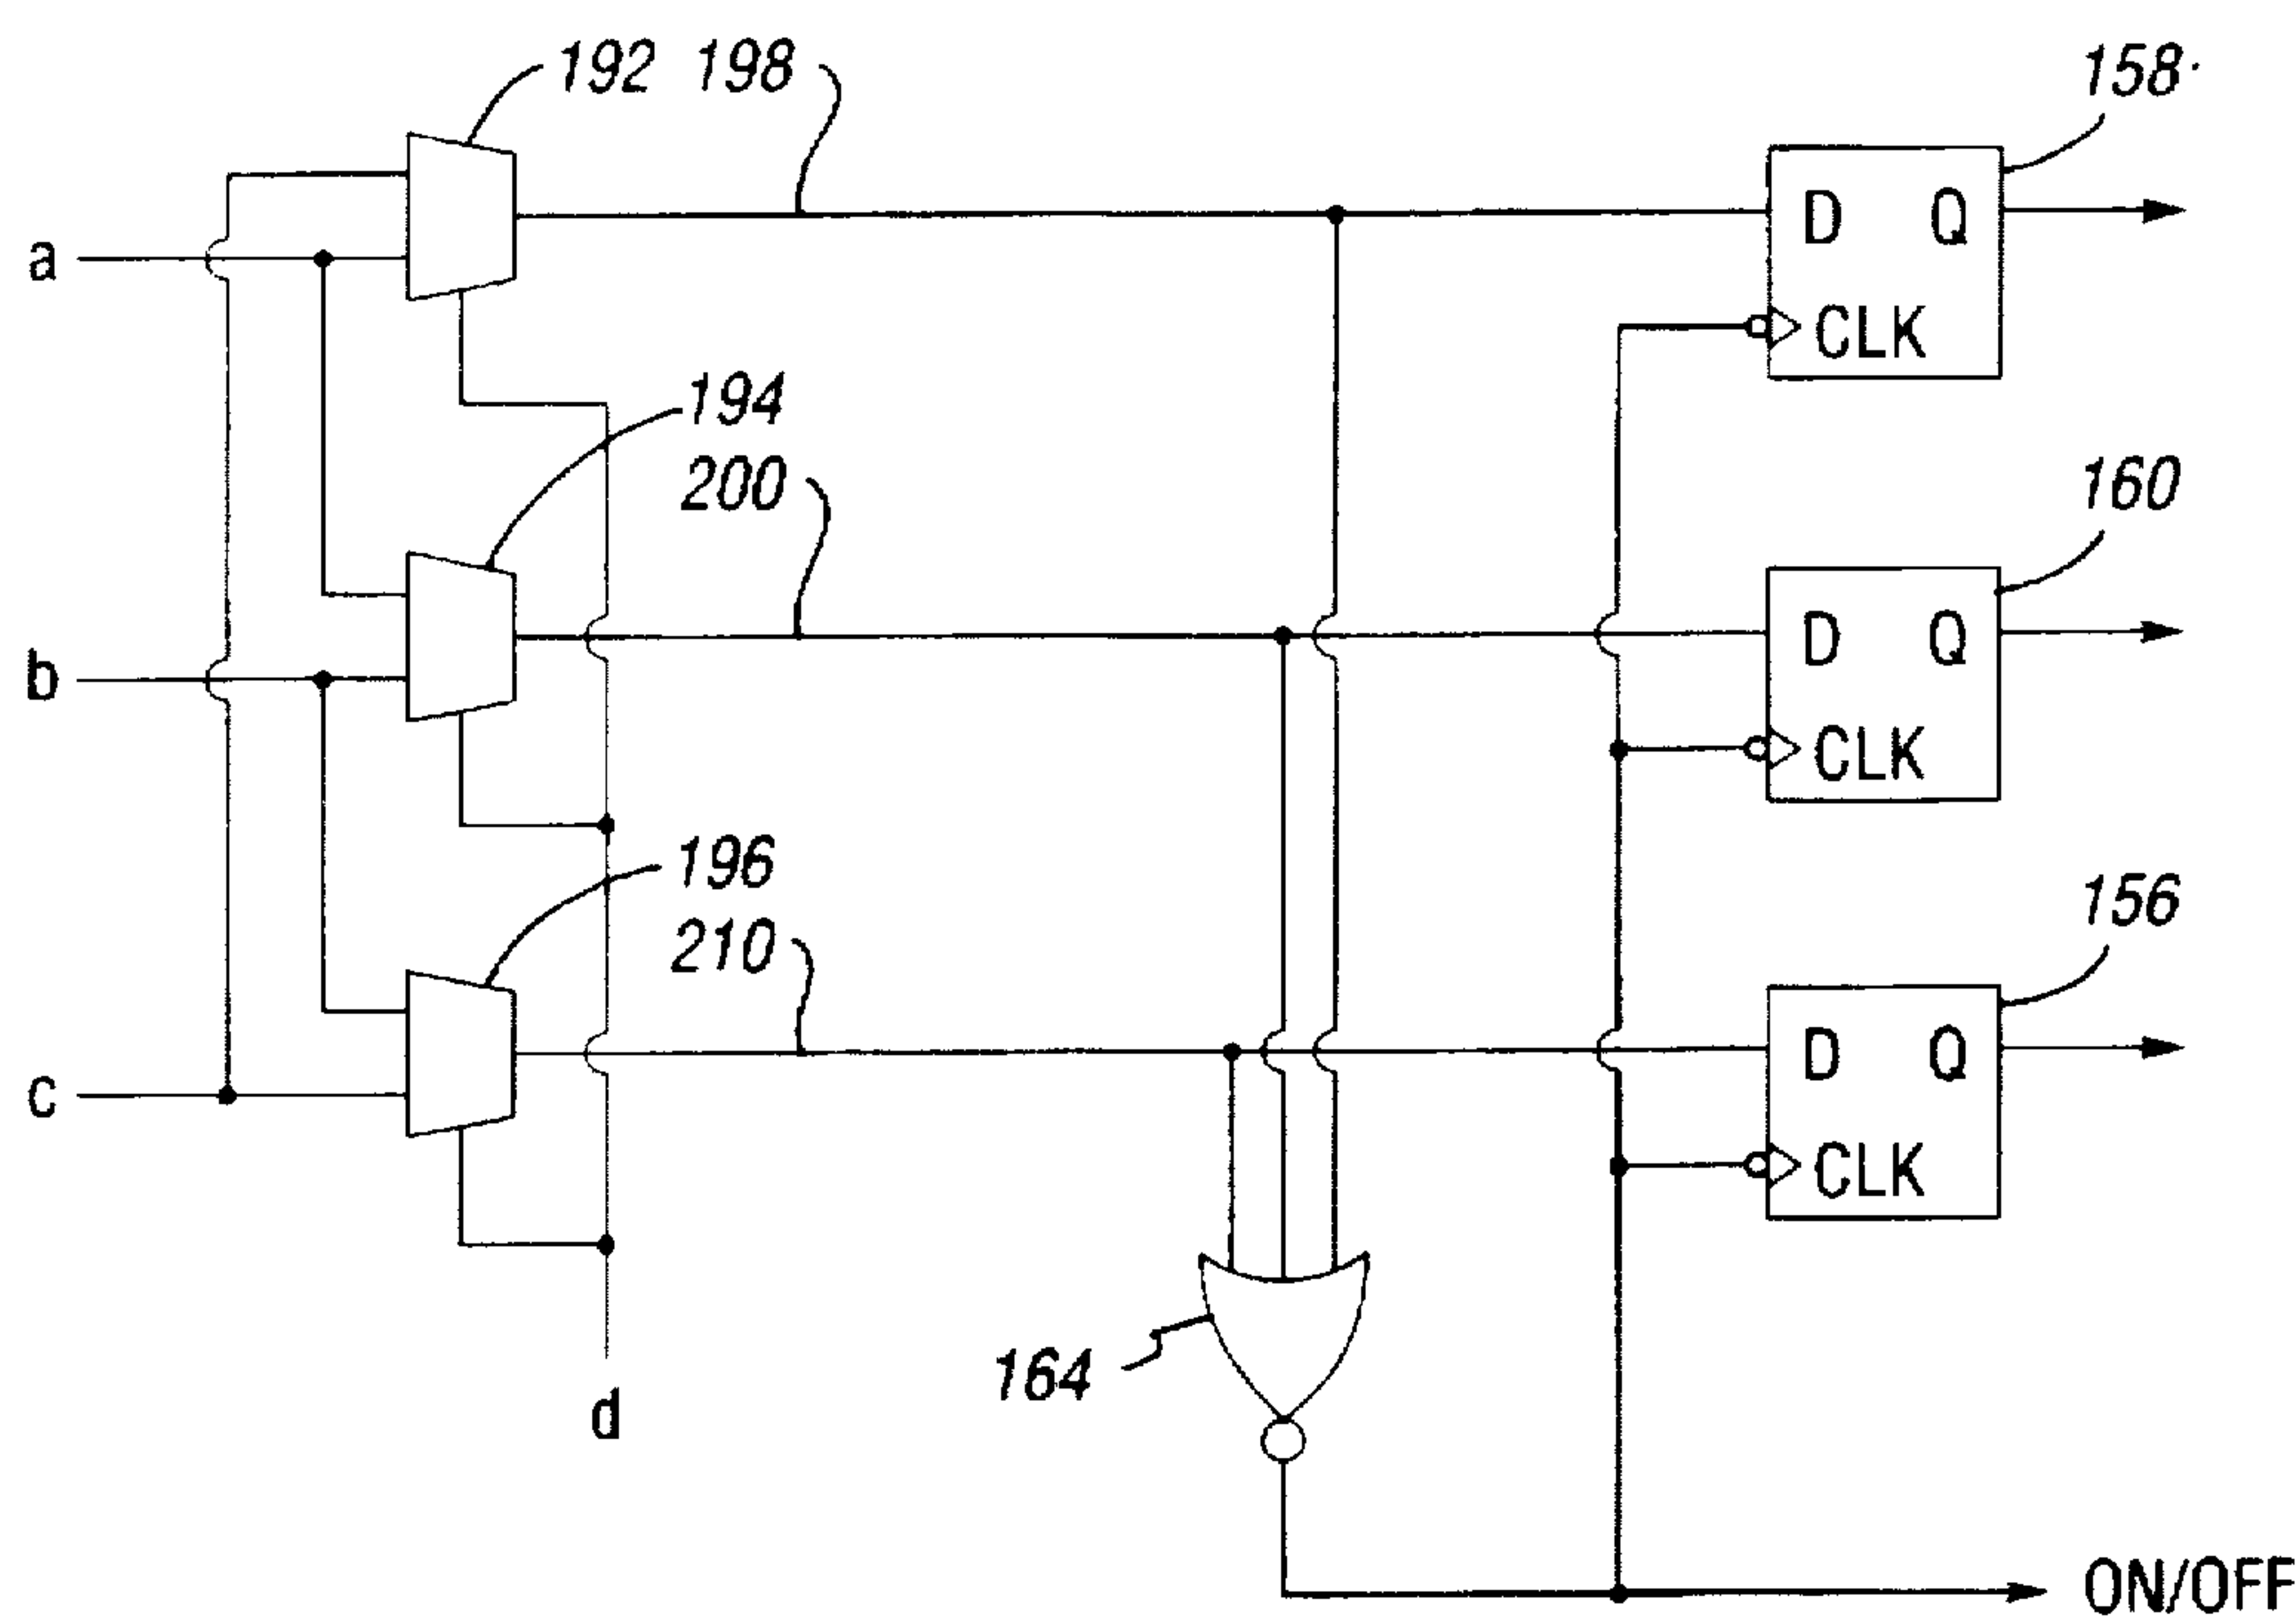 192 198
158
a
D Q
CLK
194
200
160
b
D Q
CLK
196
210
156
c
D Q
CLK
164
d
ON/OFF